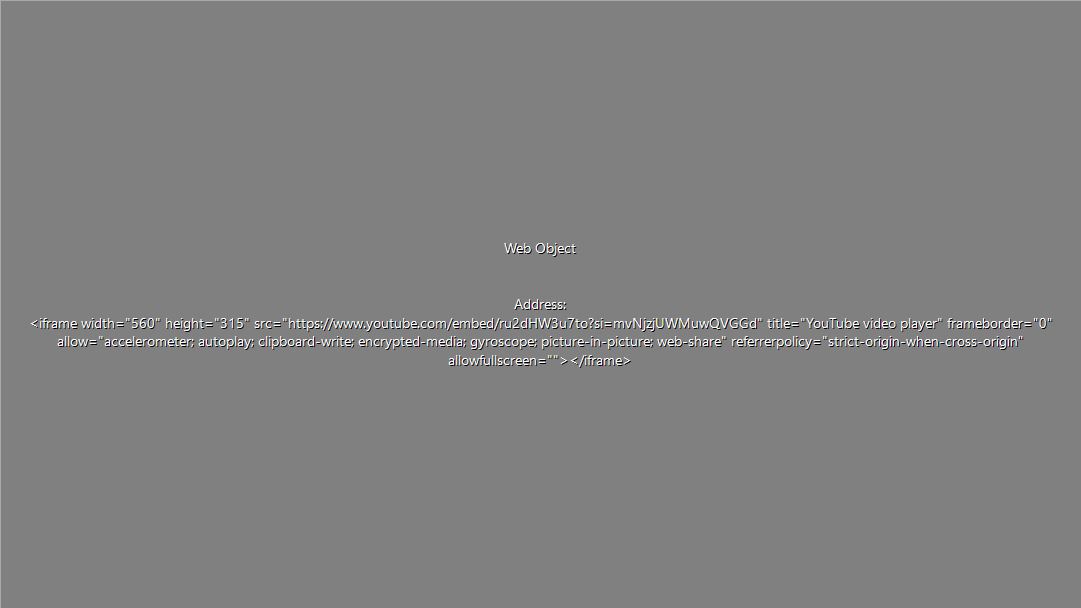 Web Object
Address:
<iframe width="560" height="315" src="https://www.youtube.com/embed/ru2dHW3u7to?si=mvNjzjUWMuwQVGGd" title="YouTube video player" frameborder="0"
allow="accelerometer; autoplay; clipboard-write; encrypted-media; gyroscope; picture-in-picture; web-share" referrerpolicy="strict-origin-when-cross-origin"
allowfullscreen=""></iframe>